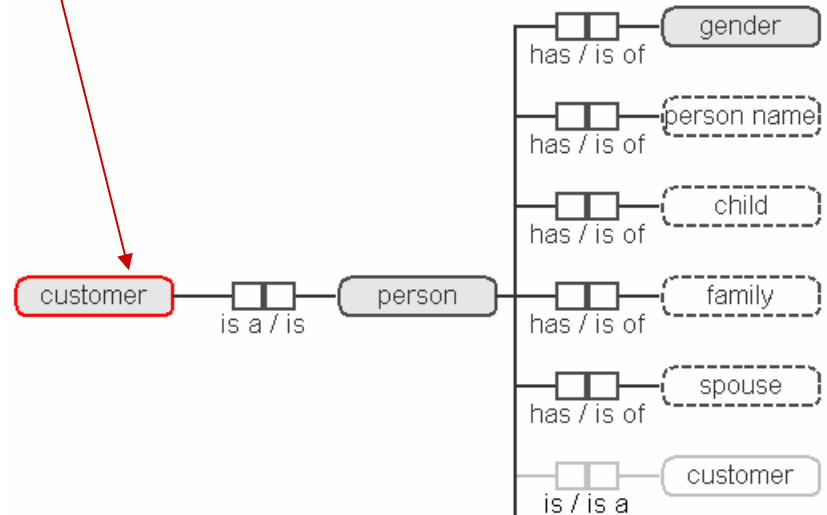 gender
has / is of
person name
has / is of
child
has / is of
customer
is a / is
person
family
has / is of
spouse
has / is of
customer
is / is a